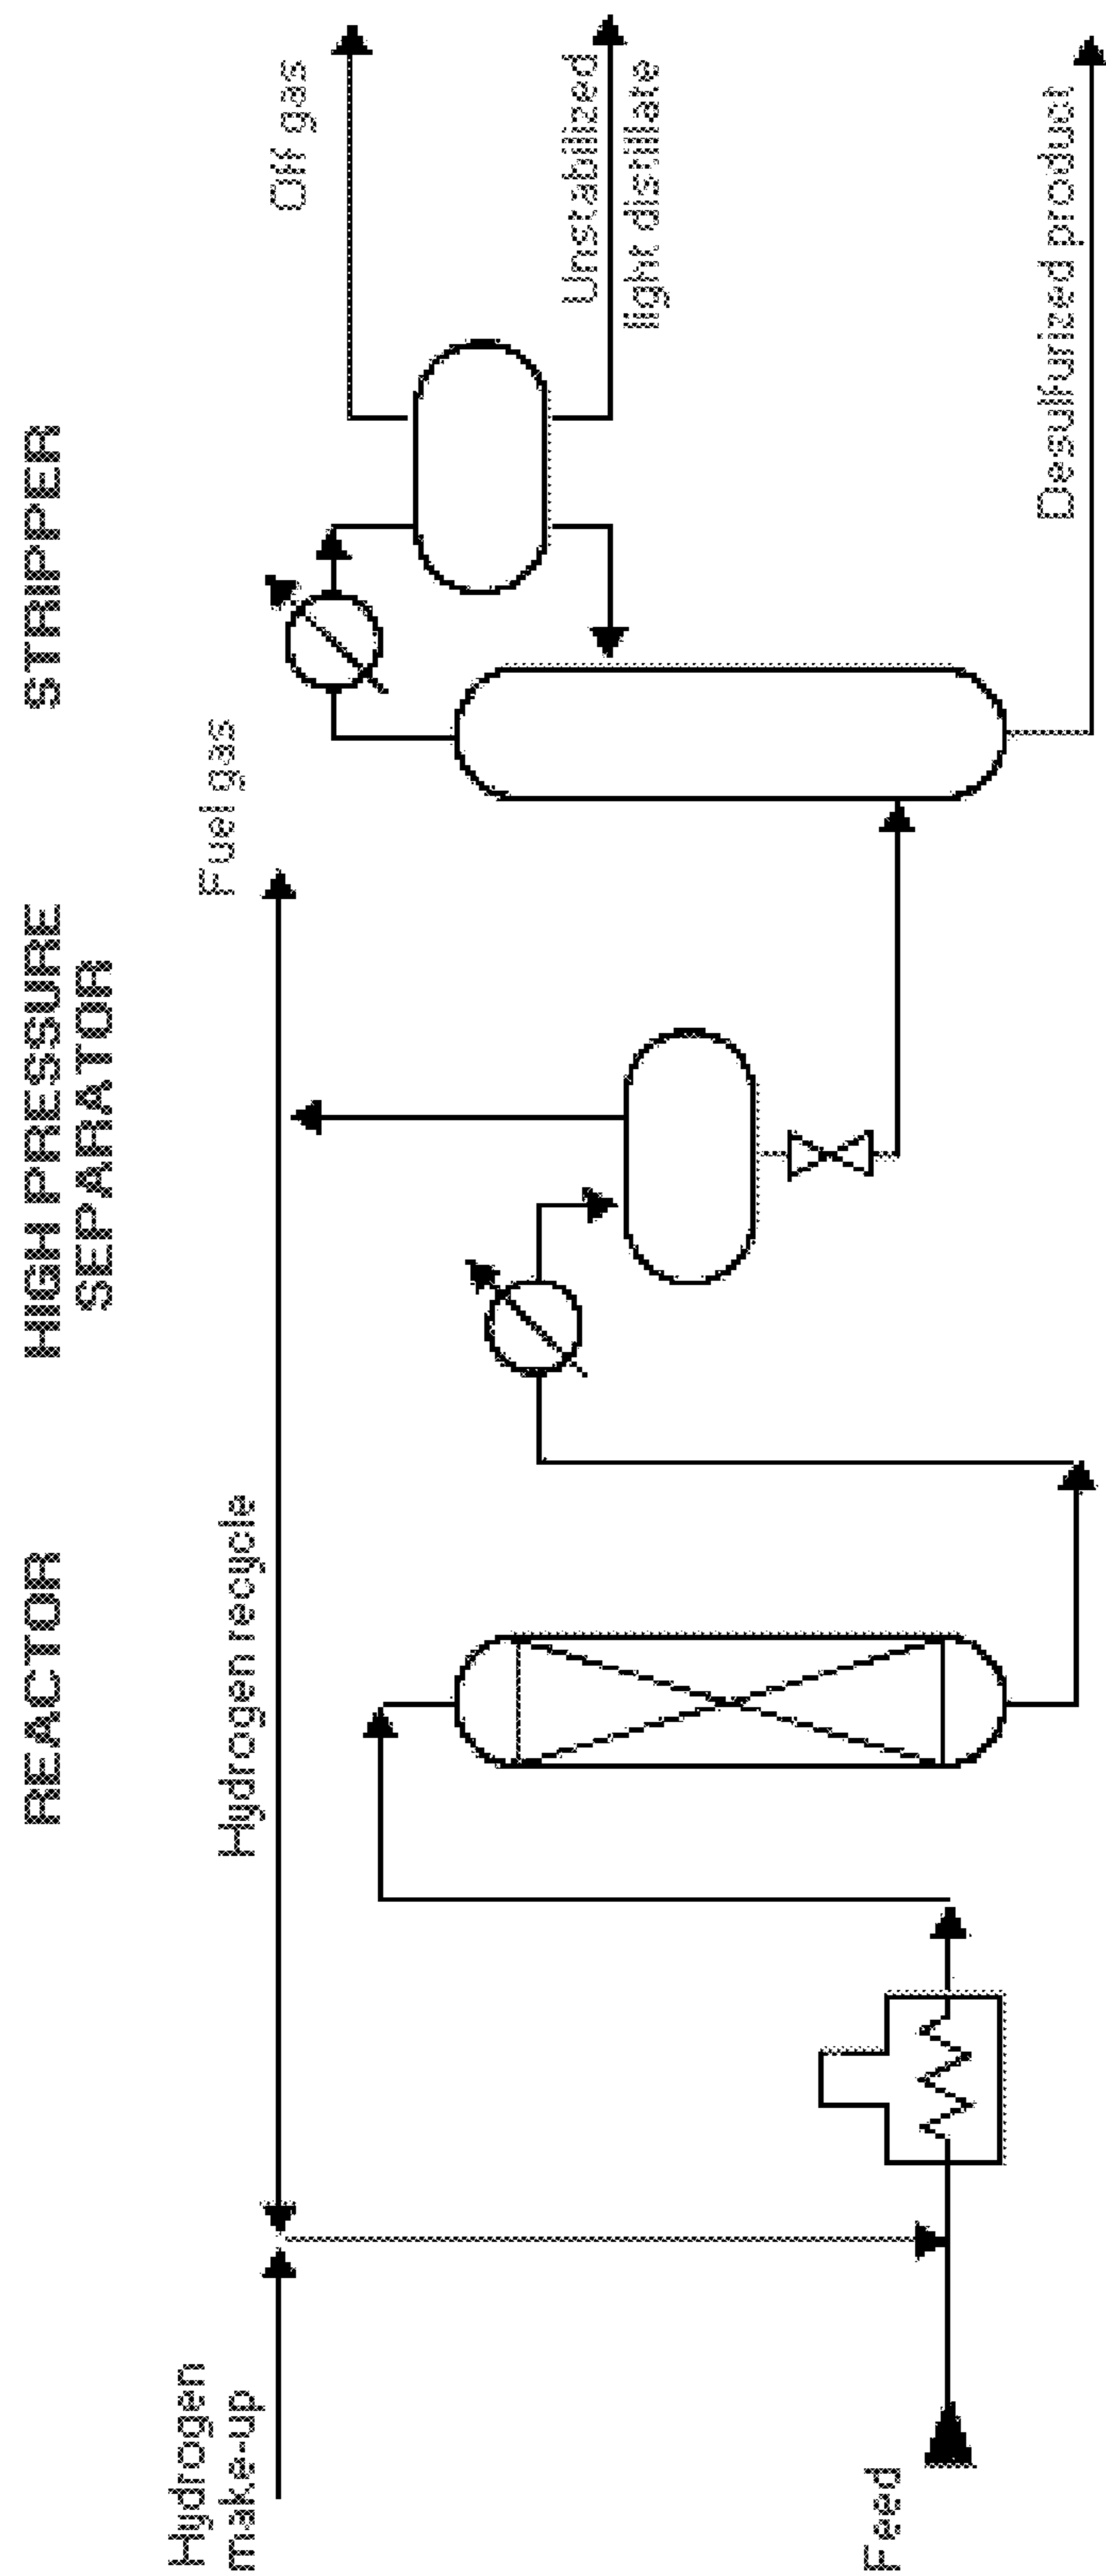 REACTOR
HIGH PRESSURE
SEPARATOR
STRIPPER
Hydrogen
make-up
Hydrogen recycle
Fuel gas
Off gas
Unstabilized
light distillate
Feed
Desulfurized product